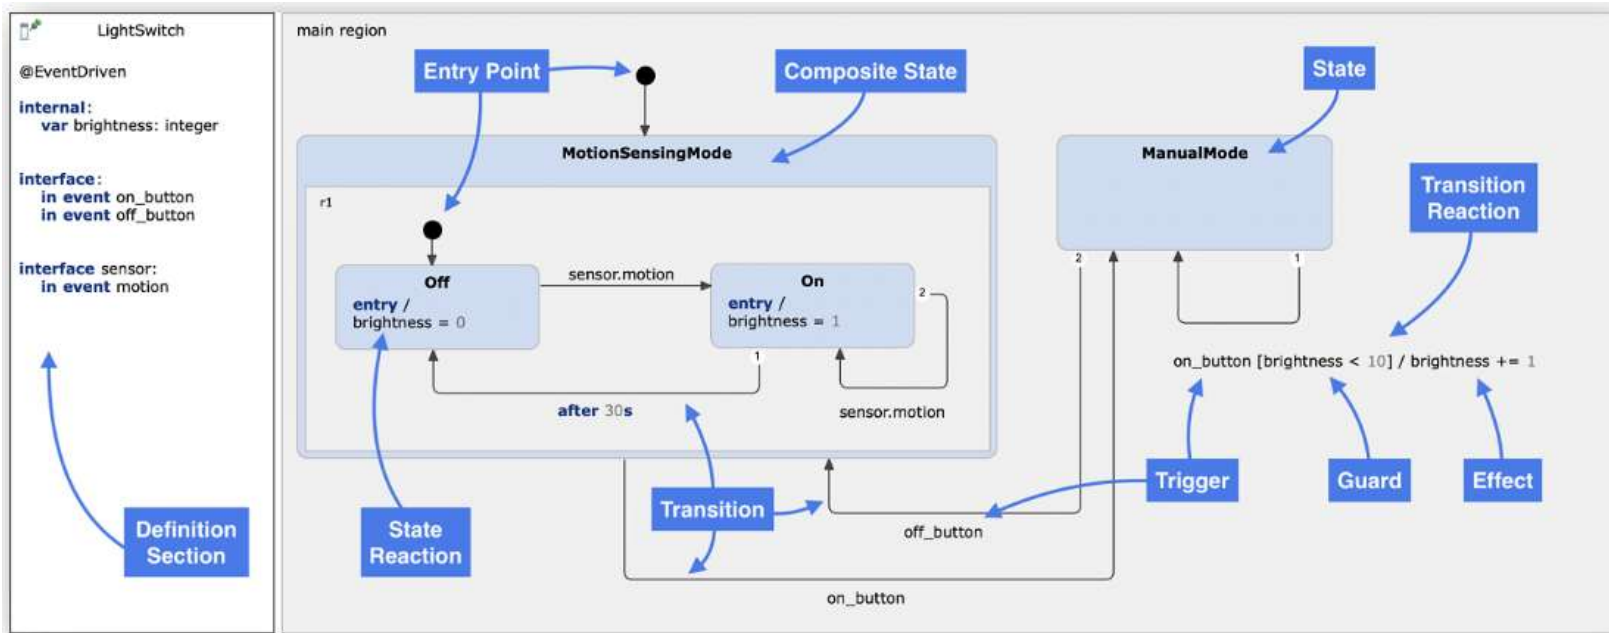 LightSwitch
@EventDriven
internal:
var brightness: integer
interface:
in event on_button
in event off_button
interface sensor:
in event motion
Definition
Section
main region
Entry Point
Composite State
State
MotionSensingMode
ManualMode
Transition
Reaction
r1
Off
entry /
brightness = 0
sensor.motion
On
entry /
brightness = 1
2
1
after 30s
sensor.motion
2
1
on_button [brightness < 10] / brightness += 1
Trigger
Guard
Effect
Transition
State
Reaction
off_button
on_button